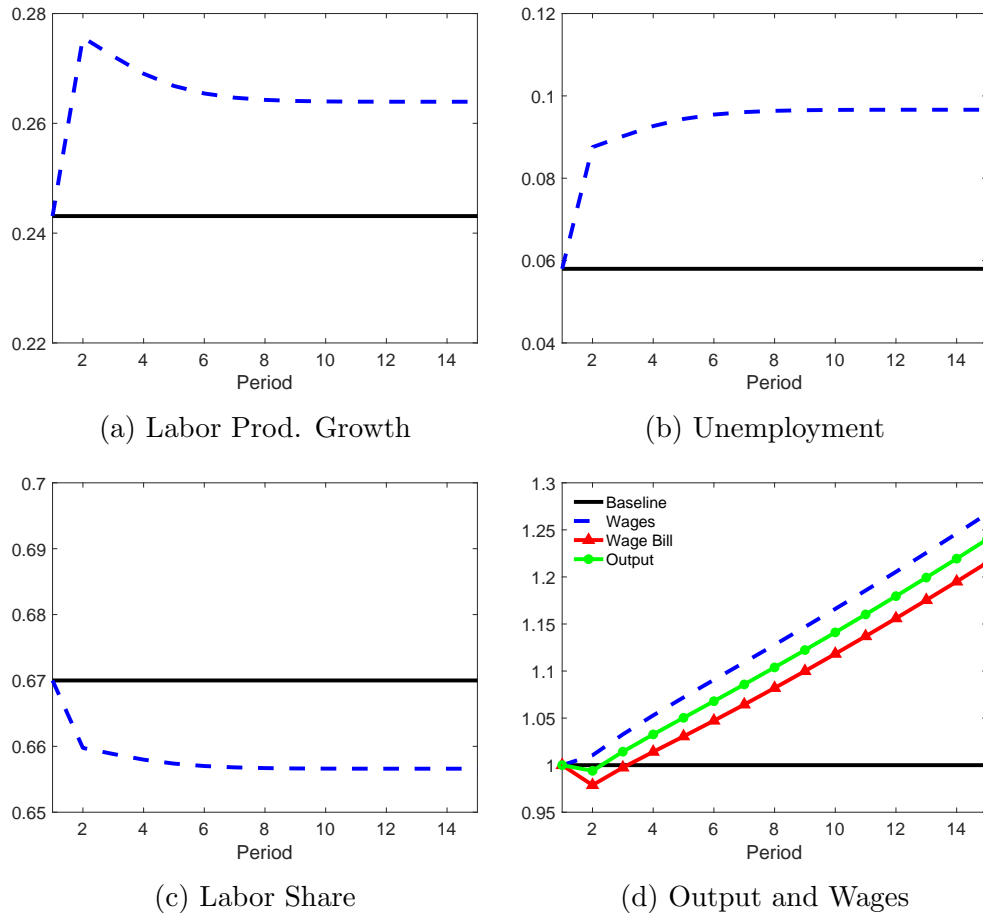 0.28
0.26
0.24
0.22
2 4 6 8 10 12 14
Period
(a) Labor Prod. Growth
0.12
0.1
0.08
0.06
0.04
2 4 6 8 10 12 14
Period
(b) Unemployment
0.7
0.69
0.68
0.67
0.66
0.65
2 4 6 8 10 12 14
Period
(c) Labor Share
1.3
1.25
1.2
1.15
1.1
1.05
1
0.95
Baseline
Wages
Wage Bill
Output
2 4 6 8 10 12 14
Period
(d) Output and Wages